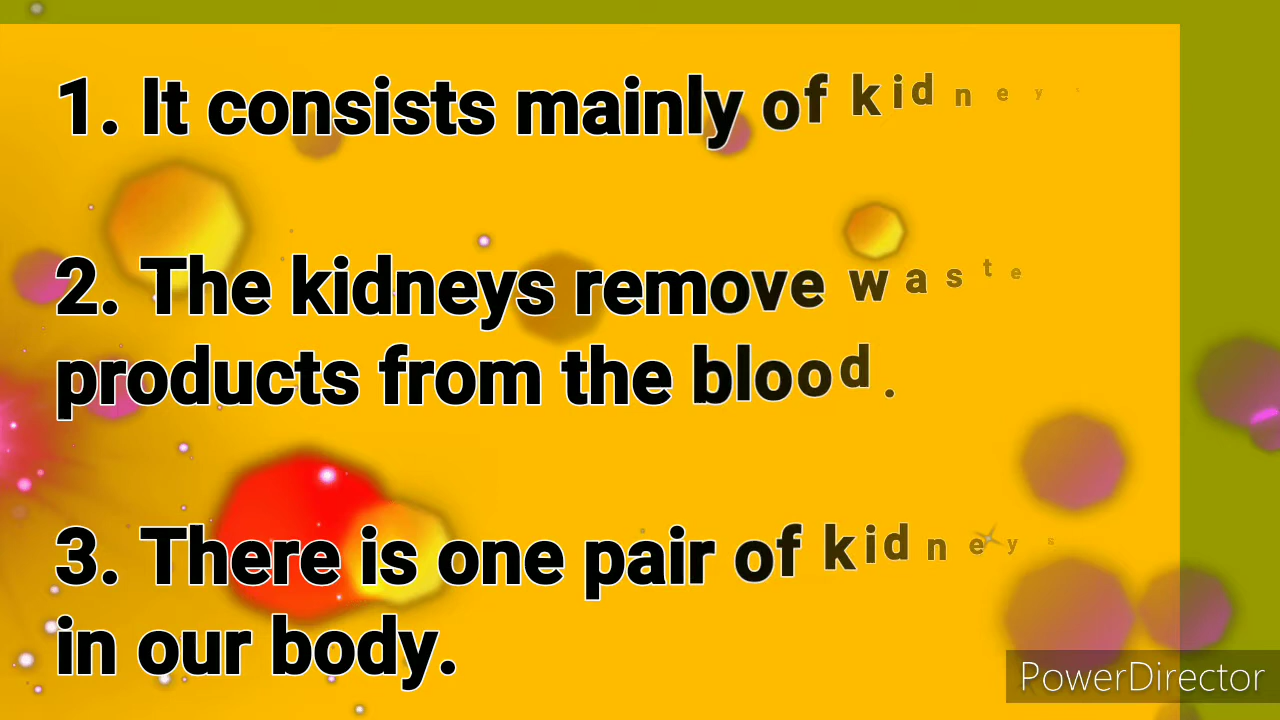 1. It consists mainly of kidneys
2. The kidneys remove waste
products from the blood.
3. There is one pair of kidneys
in our body.
PowerDirector